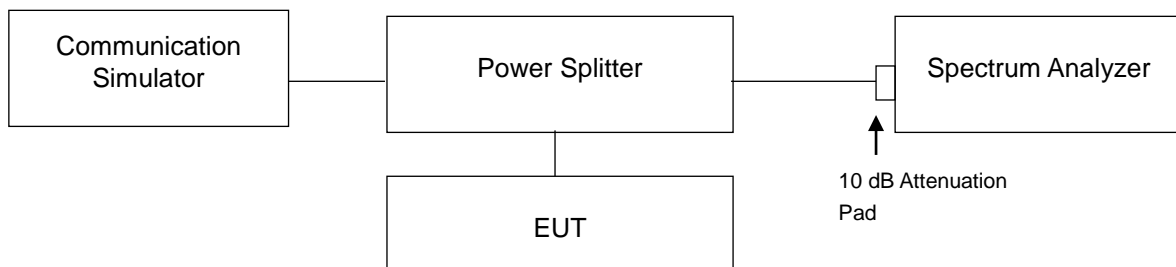 Communication
Simulator
Power Splitter
Spectrum Analyzer
10 dB Attenuation
Pad
EUT